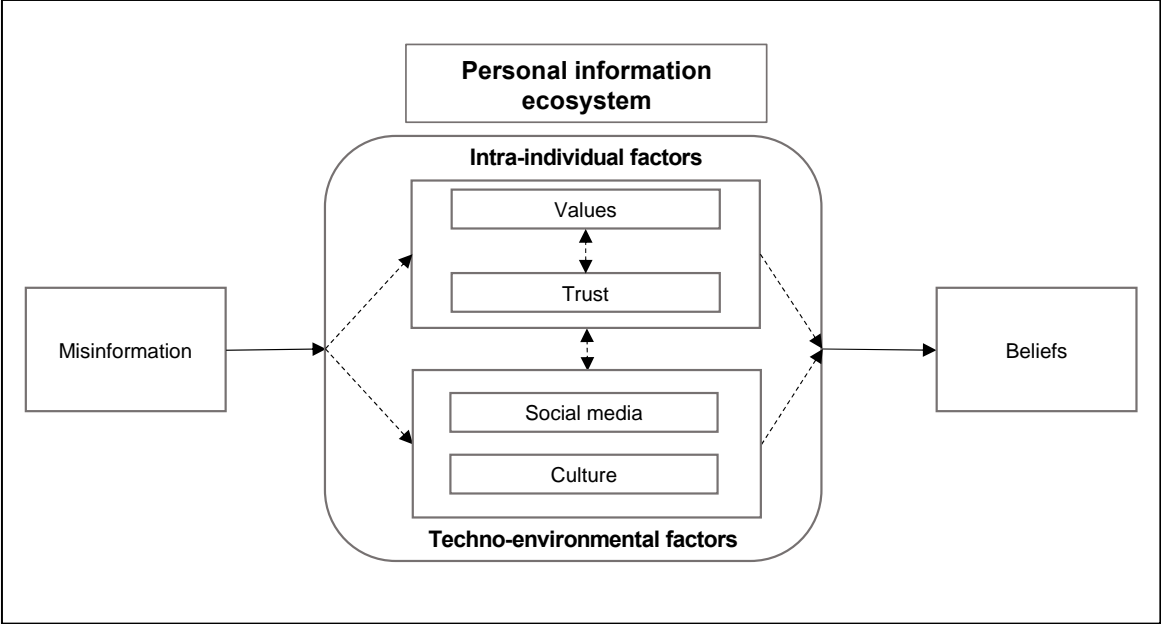 Personal information
ecosystem
Intra-individual factors
Values
Trust
Misinformation
Beliefs
Social media
Culture
Techno-environmental factors